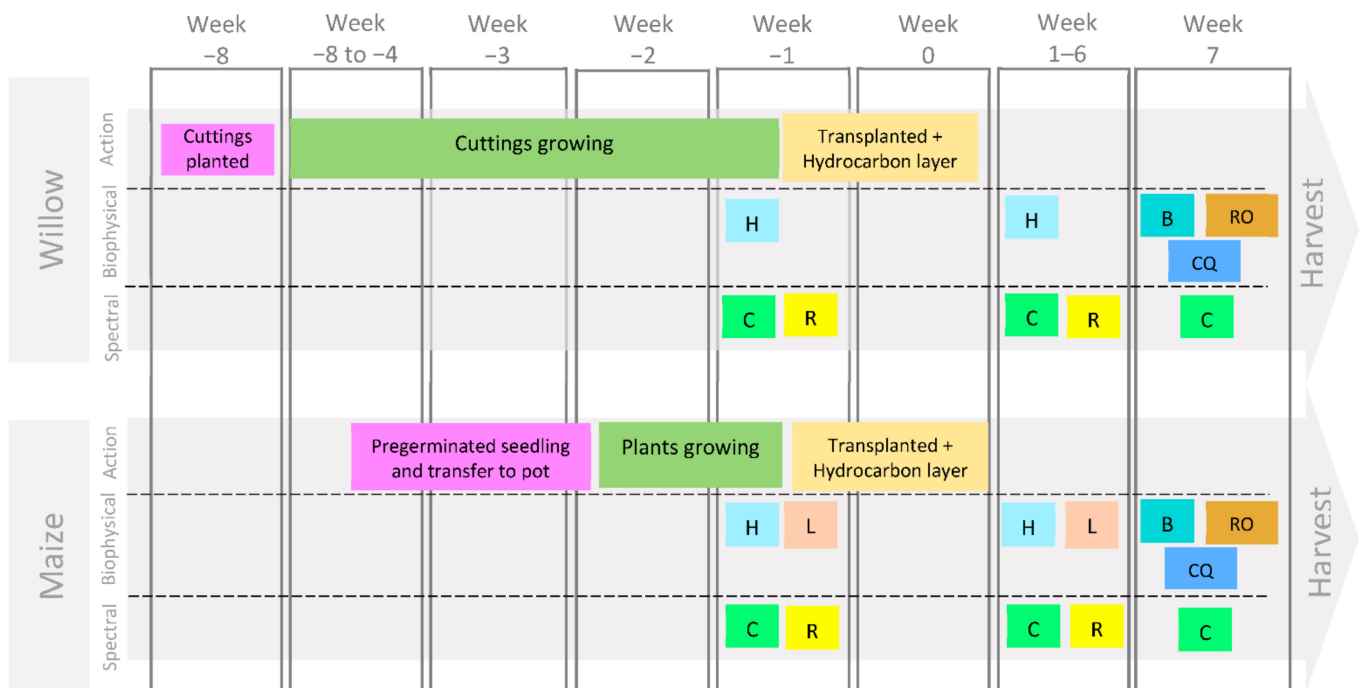 Week
−8
Week
−8 to −4
Week
−3
Week
−2
Week
−1
Week
0
Week
1–6
Week
7
Willow
Action
Cuttings
planted
Cuttings growing
Transplanted +
Hydrocarbon layer
Biophysical
H
H
B
RO
CQ
Spectral
C
R
C
R
C
Harvest
Maize
Action
Pregerminated seedling
and transfer to pot
Plants growing
Transplanted +
Hydrocarbon layer
Biophysical
H
L
H
L
B
RO
CQ
Spectral
C
R
C
R
C
Harvest